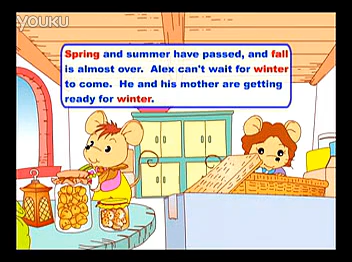 YOUKU
Spring and summer have passed, and fall
is almost over. Alex can't wait for winter
to come. He and his mother are getting
ready for winter.